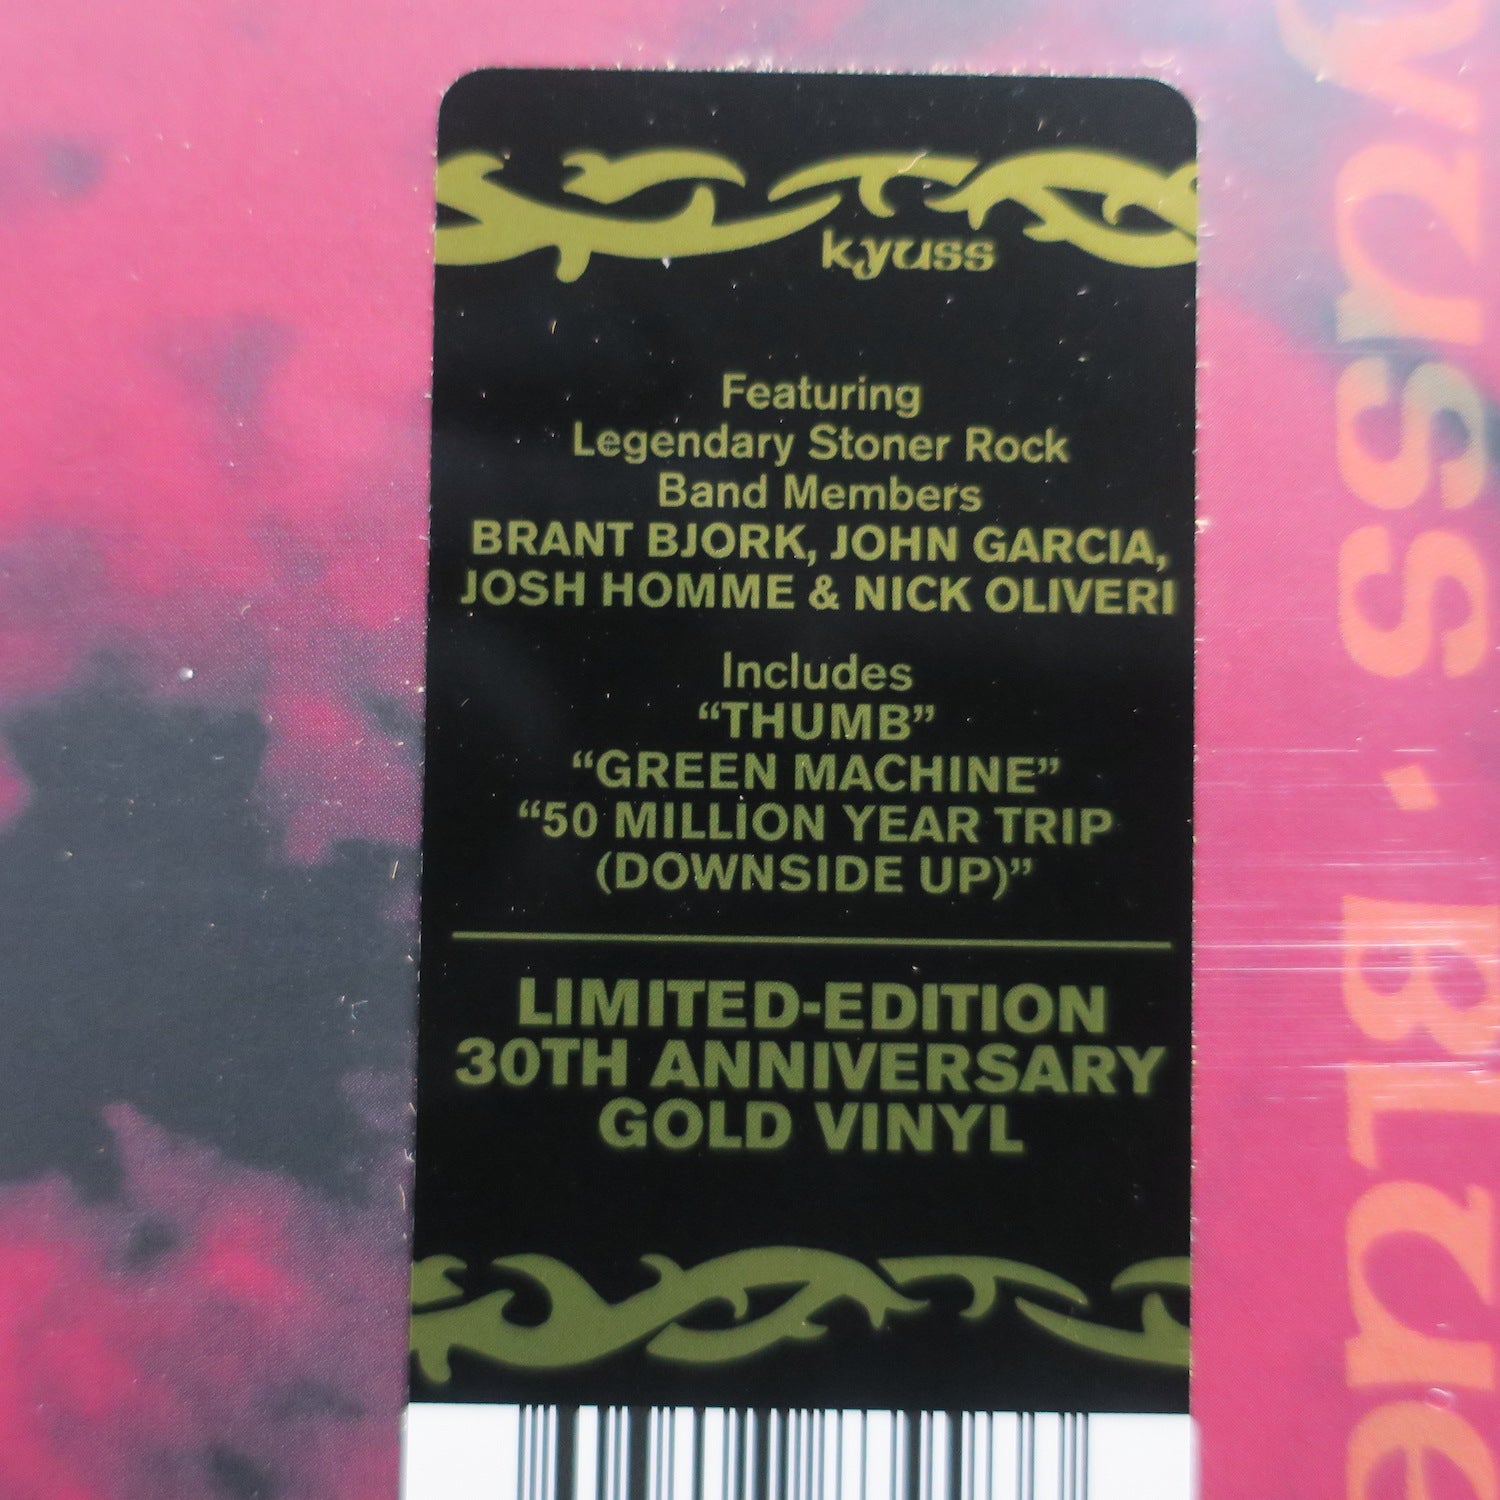 kyuss
Featuring
Legendary Stoner Rock
Band Members
BRANT BJORK, JOHN GARCIA,
JOSH HOMME & NICK OLIVERI
Includes
“THUMB”
“GREEN MACHINE”
“50 MILLION YEAR TRIP
(DOWNSIDE UP)”
LIMITED-EDITION
30TH ANNIVERSARY
GOLD VINYL